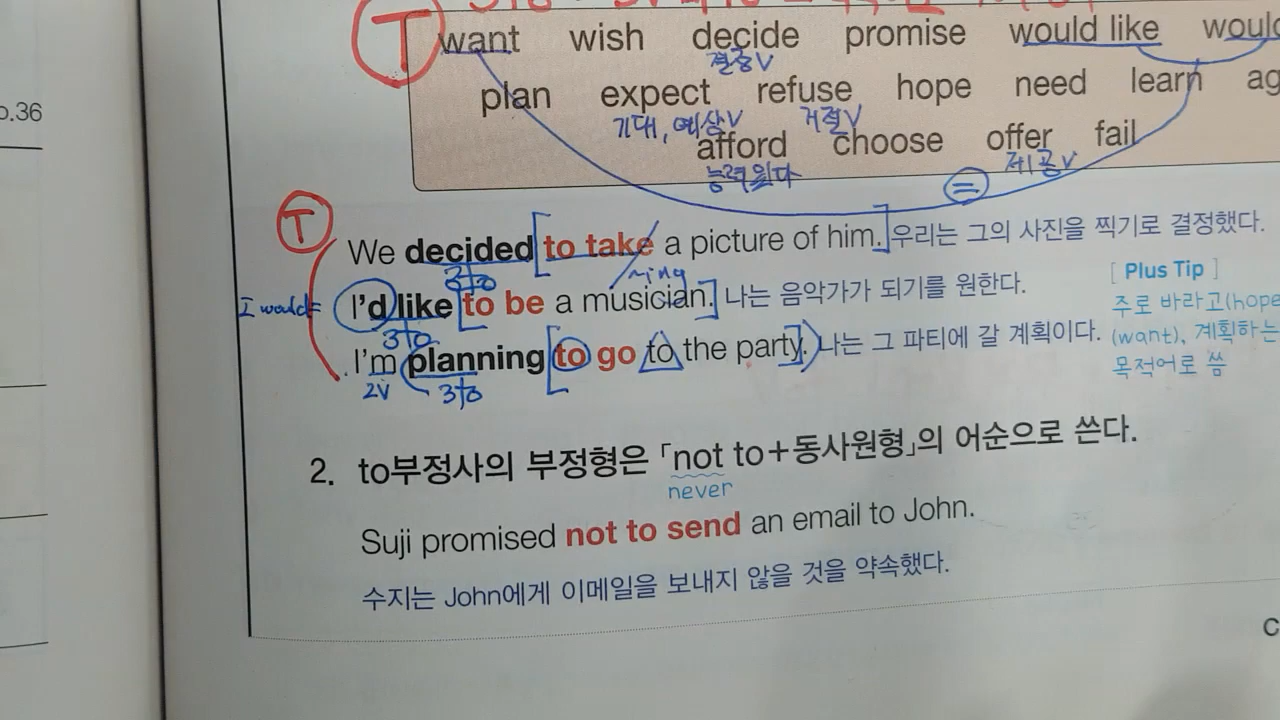 T want wish decide promise would like
결중V
o.36 plan expect refuse hope need learn ag
기대, 예상V 거절V
afford choose offer fail
능력있다 제공V
=
T We decided [to take a picture of him.] 우리는 그의 사진을 찍기로 결정했다.
3to ~ing [ Plus Tip ]
I would= I'd like [to be a musician.] 나는 음악가가 되기를 원한다.
주로 바라고(hope
3to
I'm planning [to go to the party.] 나는 그 파티에 갈 계획이다. (want), 계획하는
2V 3to 목적어로 씀
2. to부정사의 부정형은 「not to+동사원형」의 어순으로 쓴다.
never
Suji promised not to send an email to John.
수지는 John에게 이메일을 보내지 않을 것을 약속했다.